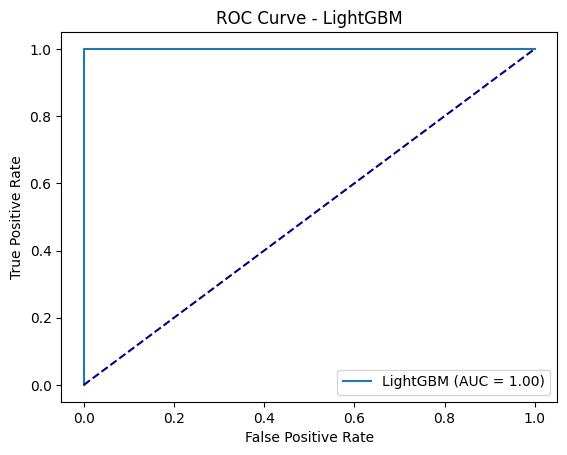 ROC Curve - LightGBM
1.0
0.8
0.6
0.4
0.2
0.0
True Positive Rate
LightGBM (AUC = 1.00)
0.0 0.2 0.4 0.6 0.8 1.0
False Positive Rate